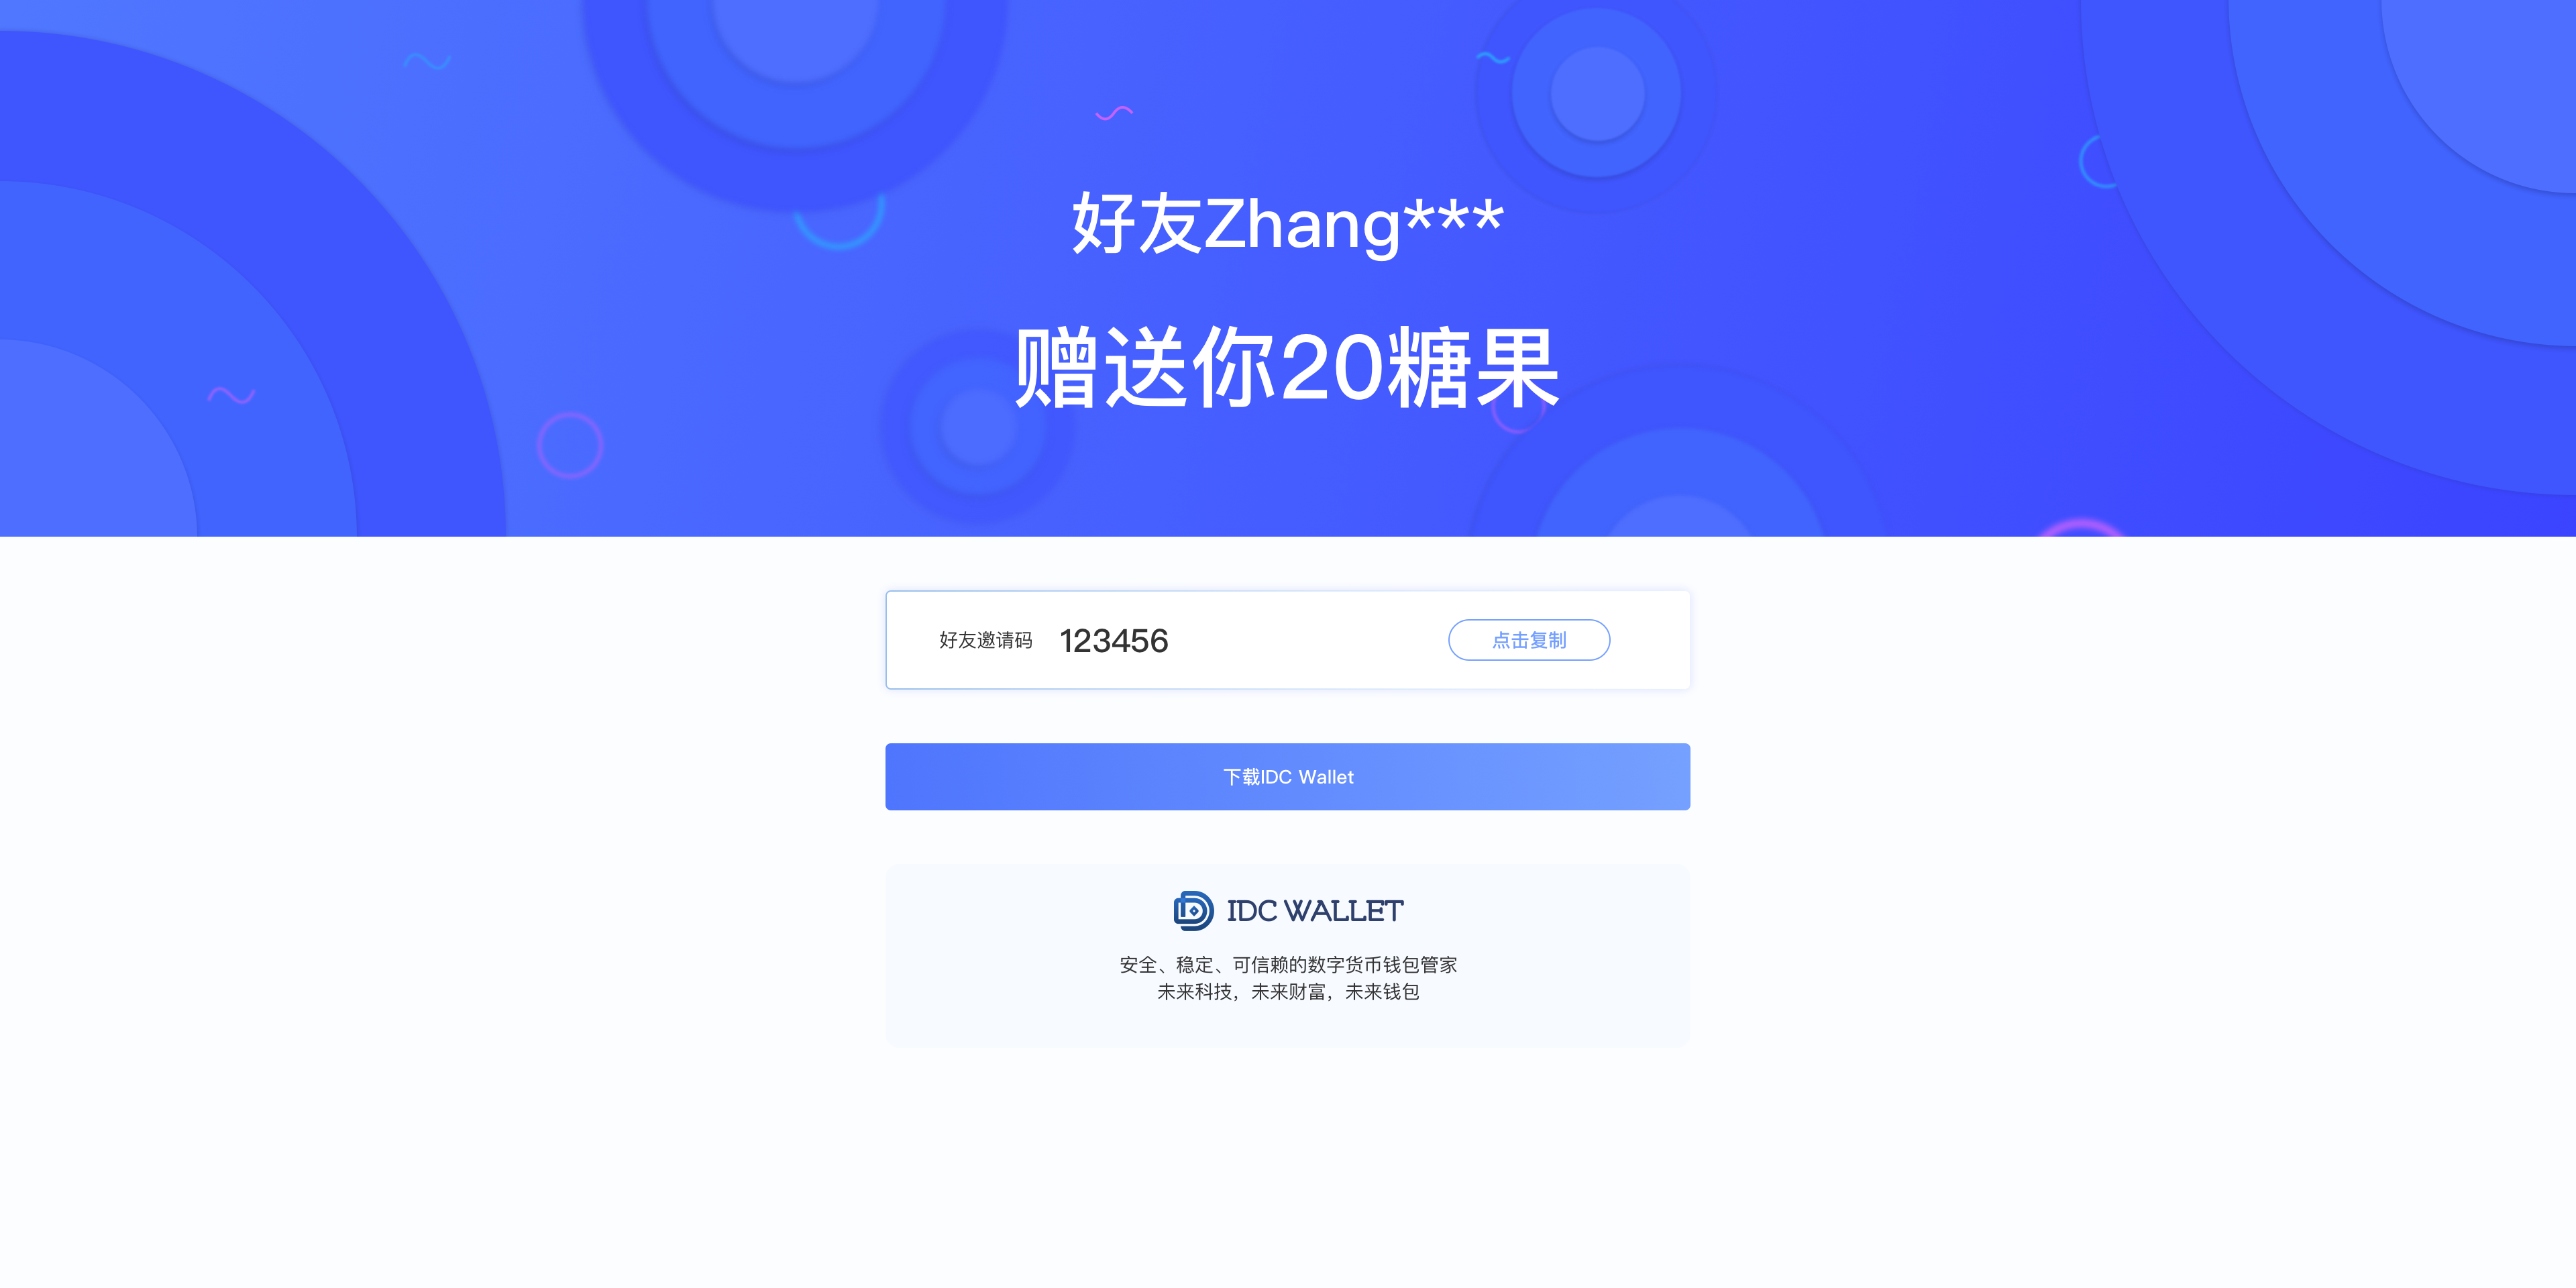 好友Zhang***
赠送你20糖果
好友邀请码 123456 点击复制
下载IDC Wallet
IDC WALLET
安全、稳定、可信赖的数字货币钱包管家
未来科技，未来财富，未来钱包